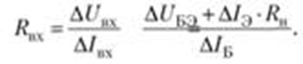 R_вх = ΔU_вх / ΔI_вх   ΔU_БЭ + ΔI_Э · R_н / ΔI_Б.